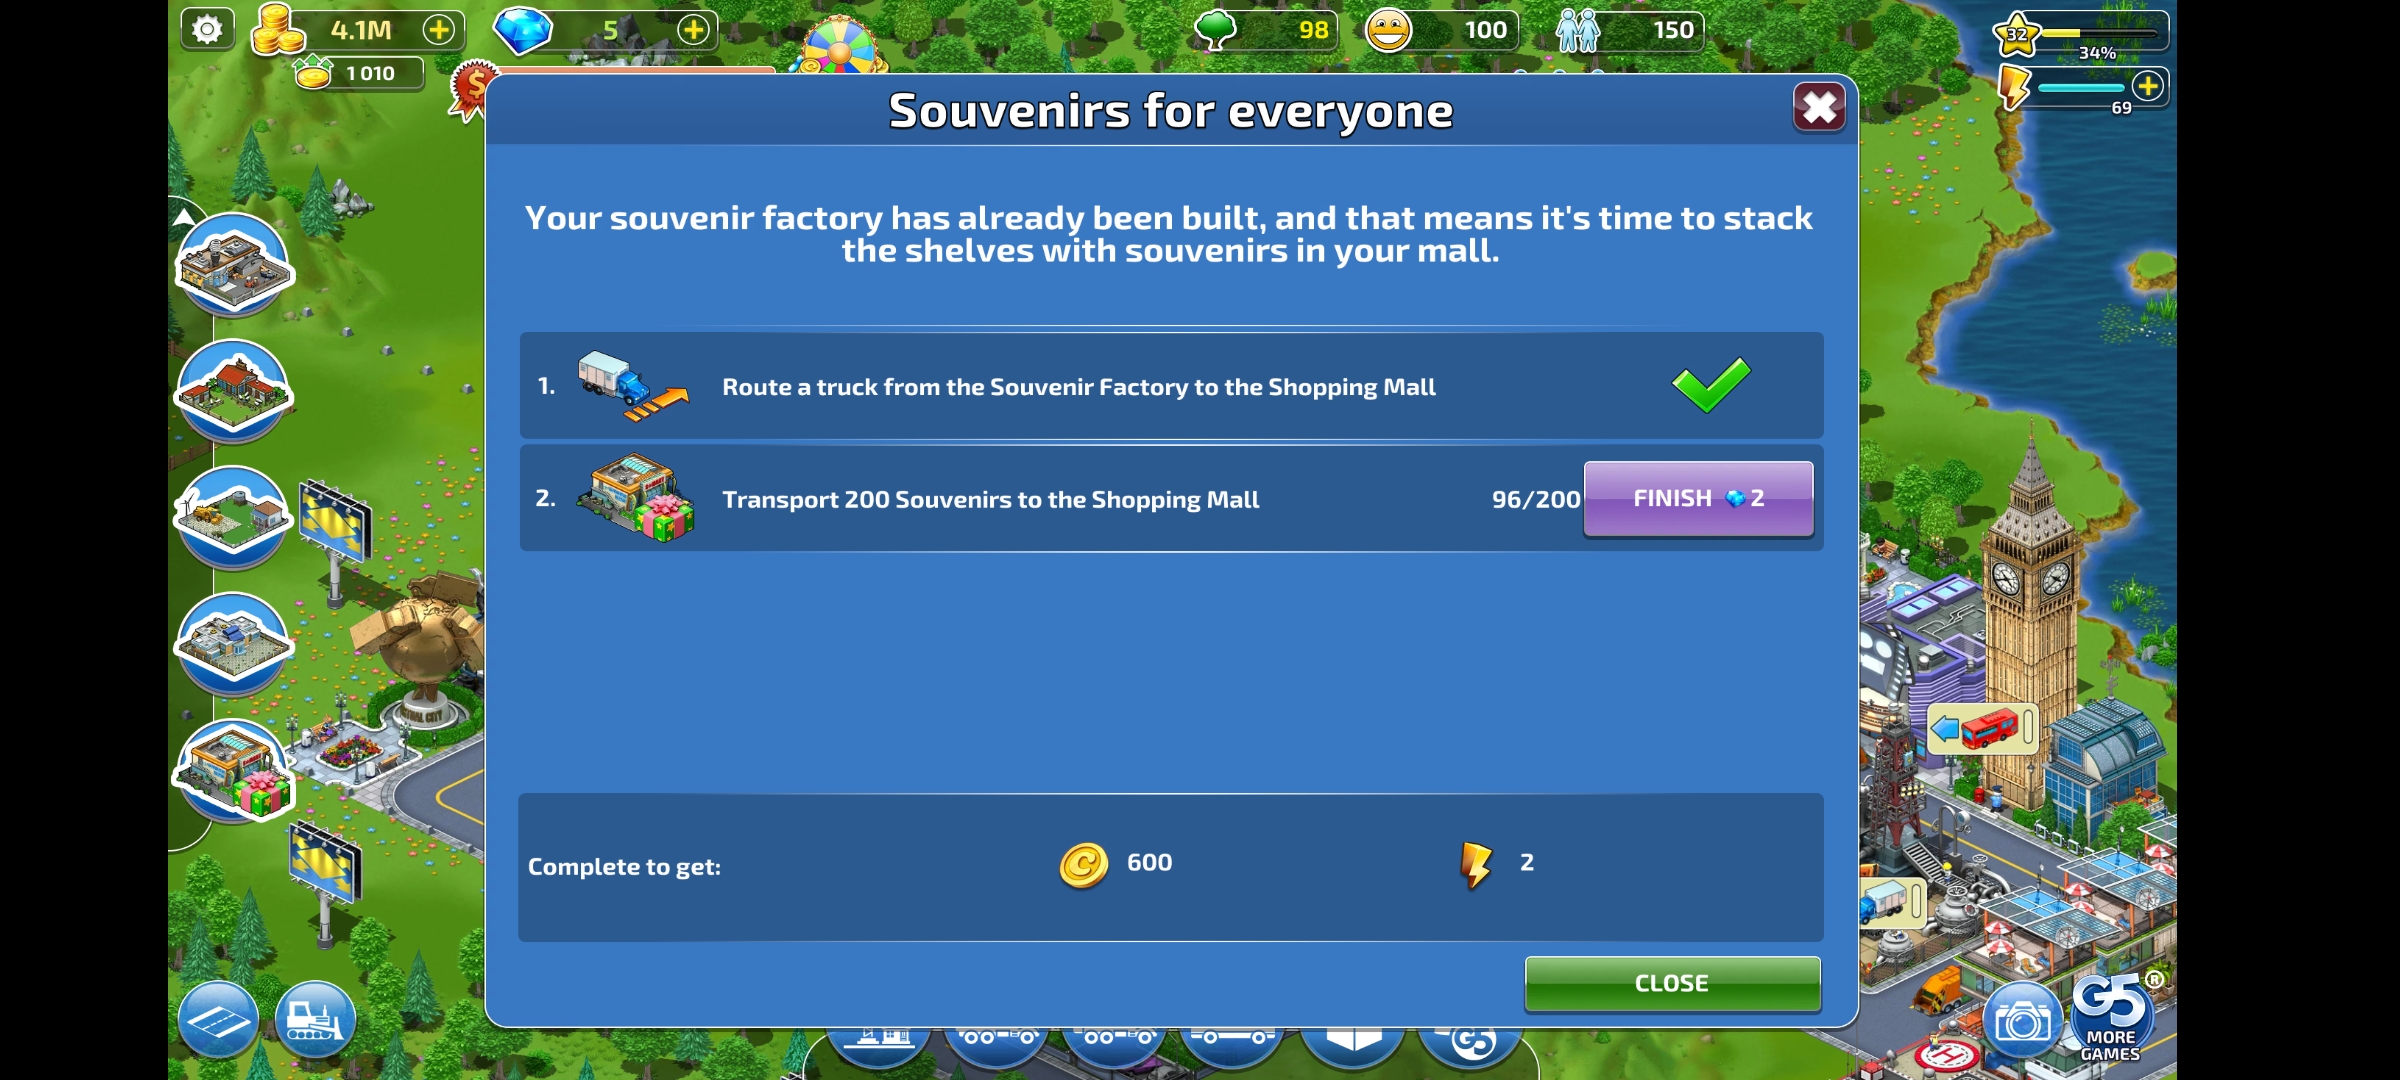 4.1M
5
98
100
150
32
34%
1 010
69
Souvenirs for everyone
Your souvenir factory has already been built, and that means it's time to stack
the shelves with souvenirs in your mall.
1.
Route a truck from the Souvenir Factory to the Shopping Mall
2.
Transport 200 Souvenirs to the Shopping Mall
96/200
FINISH 2
Complete to get:
600
2
CLOSE
G5
G5®
MORE
GAMES
H